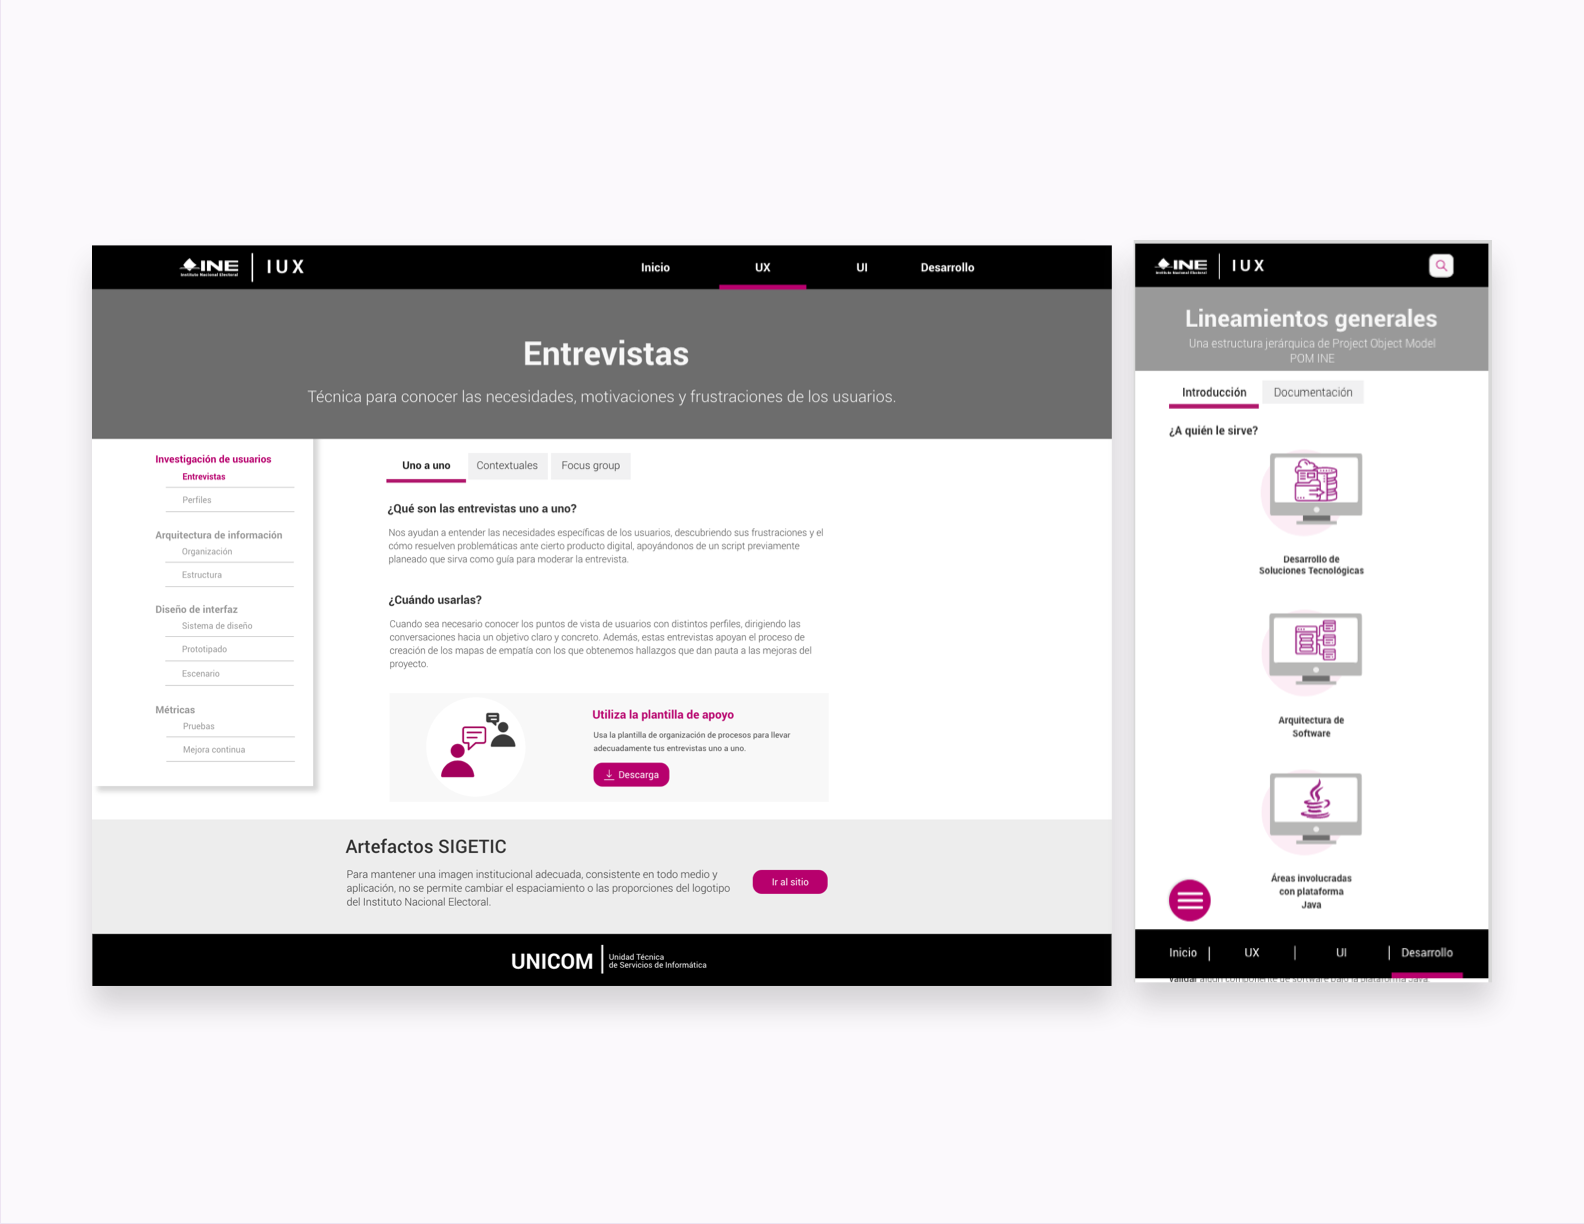 INE
Instituto Nacional Electoral
IUX
Inicio
UX
UI
Desarrollo
Entrevistas
Técnica para conocer las necesidades, motivaciones y frustraciones de los usuarios.
Investigación de usuarios
Entrevistas
Perfiles
Arquitectura de información
Organización
Estructura
Diseño de interfaz
Sistema de diseño
Prototipado
Escenario
Métricas
Pruebas
Mejora continua
Uno a uno
Contextuales
Focus group
¿Qué son las entrevistas uno a uno?
Nos ayudan a entender las necesidades específicas de los usuarios, descubriendo sus frustraciones y el
cómo resuelven problemáticas ante cierto producto digital, apoyándonos de un script previamente
planeado que sirva como guía para moderar la entrevista.
¿Cuándo usarlas?
Cuando sea necesario conocer los puntos de vista de usuarios con distintos perfiles, dirigiendo las
conversaciones hacia un objetivo claro y concreto. Además, estas entrevistas apoyan el proceso de
creación de los mapas de empatía con los que obtenemos hallazgos que dan pauta a las mejoras del
proyecto.
Utiliza la plantilla de apoyo
Usa la plantilla de organización de procesos para llevar
adecuadamente tus entrevistas uno a uno.
Descarga
Artefactos SIGETIC
Para mantener una imagen institucional adecuada, consistente en todo medio y
aplicación, no se permite cambiar el espaciamiento o las proporciones del logotipo
del Instituto Nacional Electoral.
Ir al sitio
UNICOM
Unidad Técnica
de Servicios de Informática
INE
Instituto Nacional Electoral
IUX
Lineamientos generales
Una estructura jerárquica de Project Object Model
POM INE
Introducción
Documentación
¿A quién le sirve?
Desarrollo de
Soluciones Tecnológicas
Arquitectura de
Software
Áreas involucradas
con plataforma
Java
Inicio
UX
UI
Desarrollo
validar algún componente de software bajo la plataforma Java.